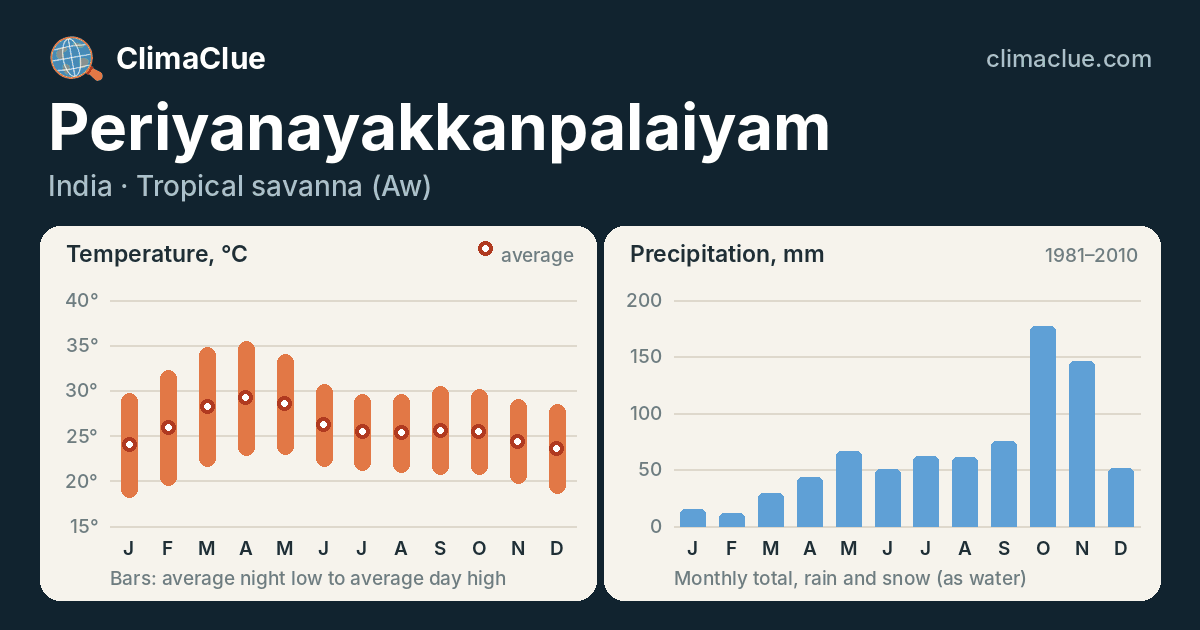 ClimaClue
climaclue.com
Periyanayakkanpalaiyam
India · Tropical savanna (Aw)
Temperature, °C
average
40°
35°
30°
25°
20°
15°
J F M A M J J A S O N D
Bars: average night low to average day high
Precipitation, mm
1981–2010
200
150
100
50
0
J F M A M J J A S O N D
Monthly total, rain and snow (as water)